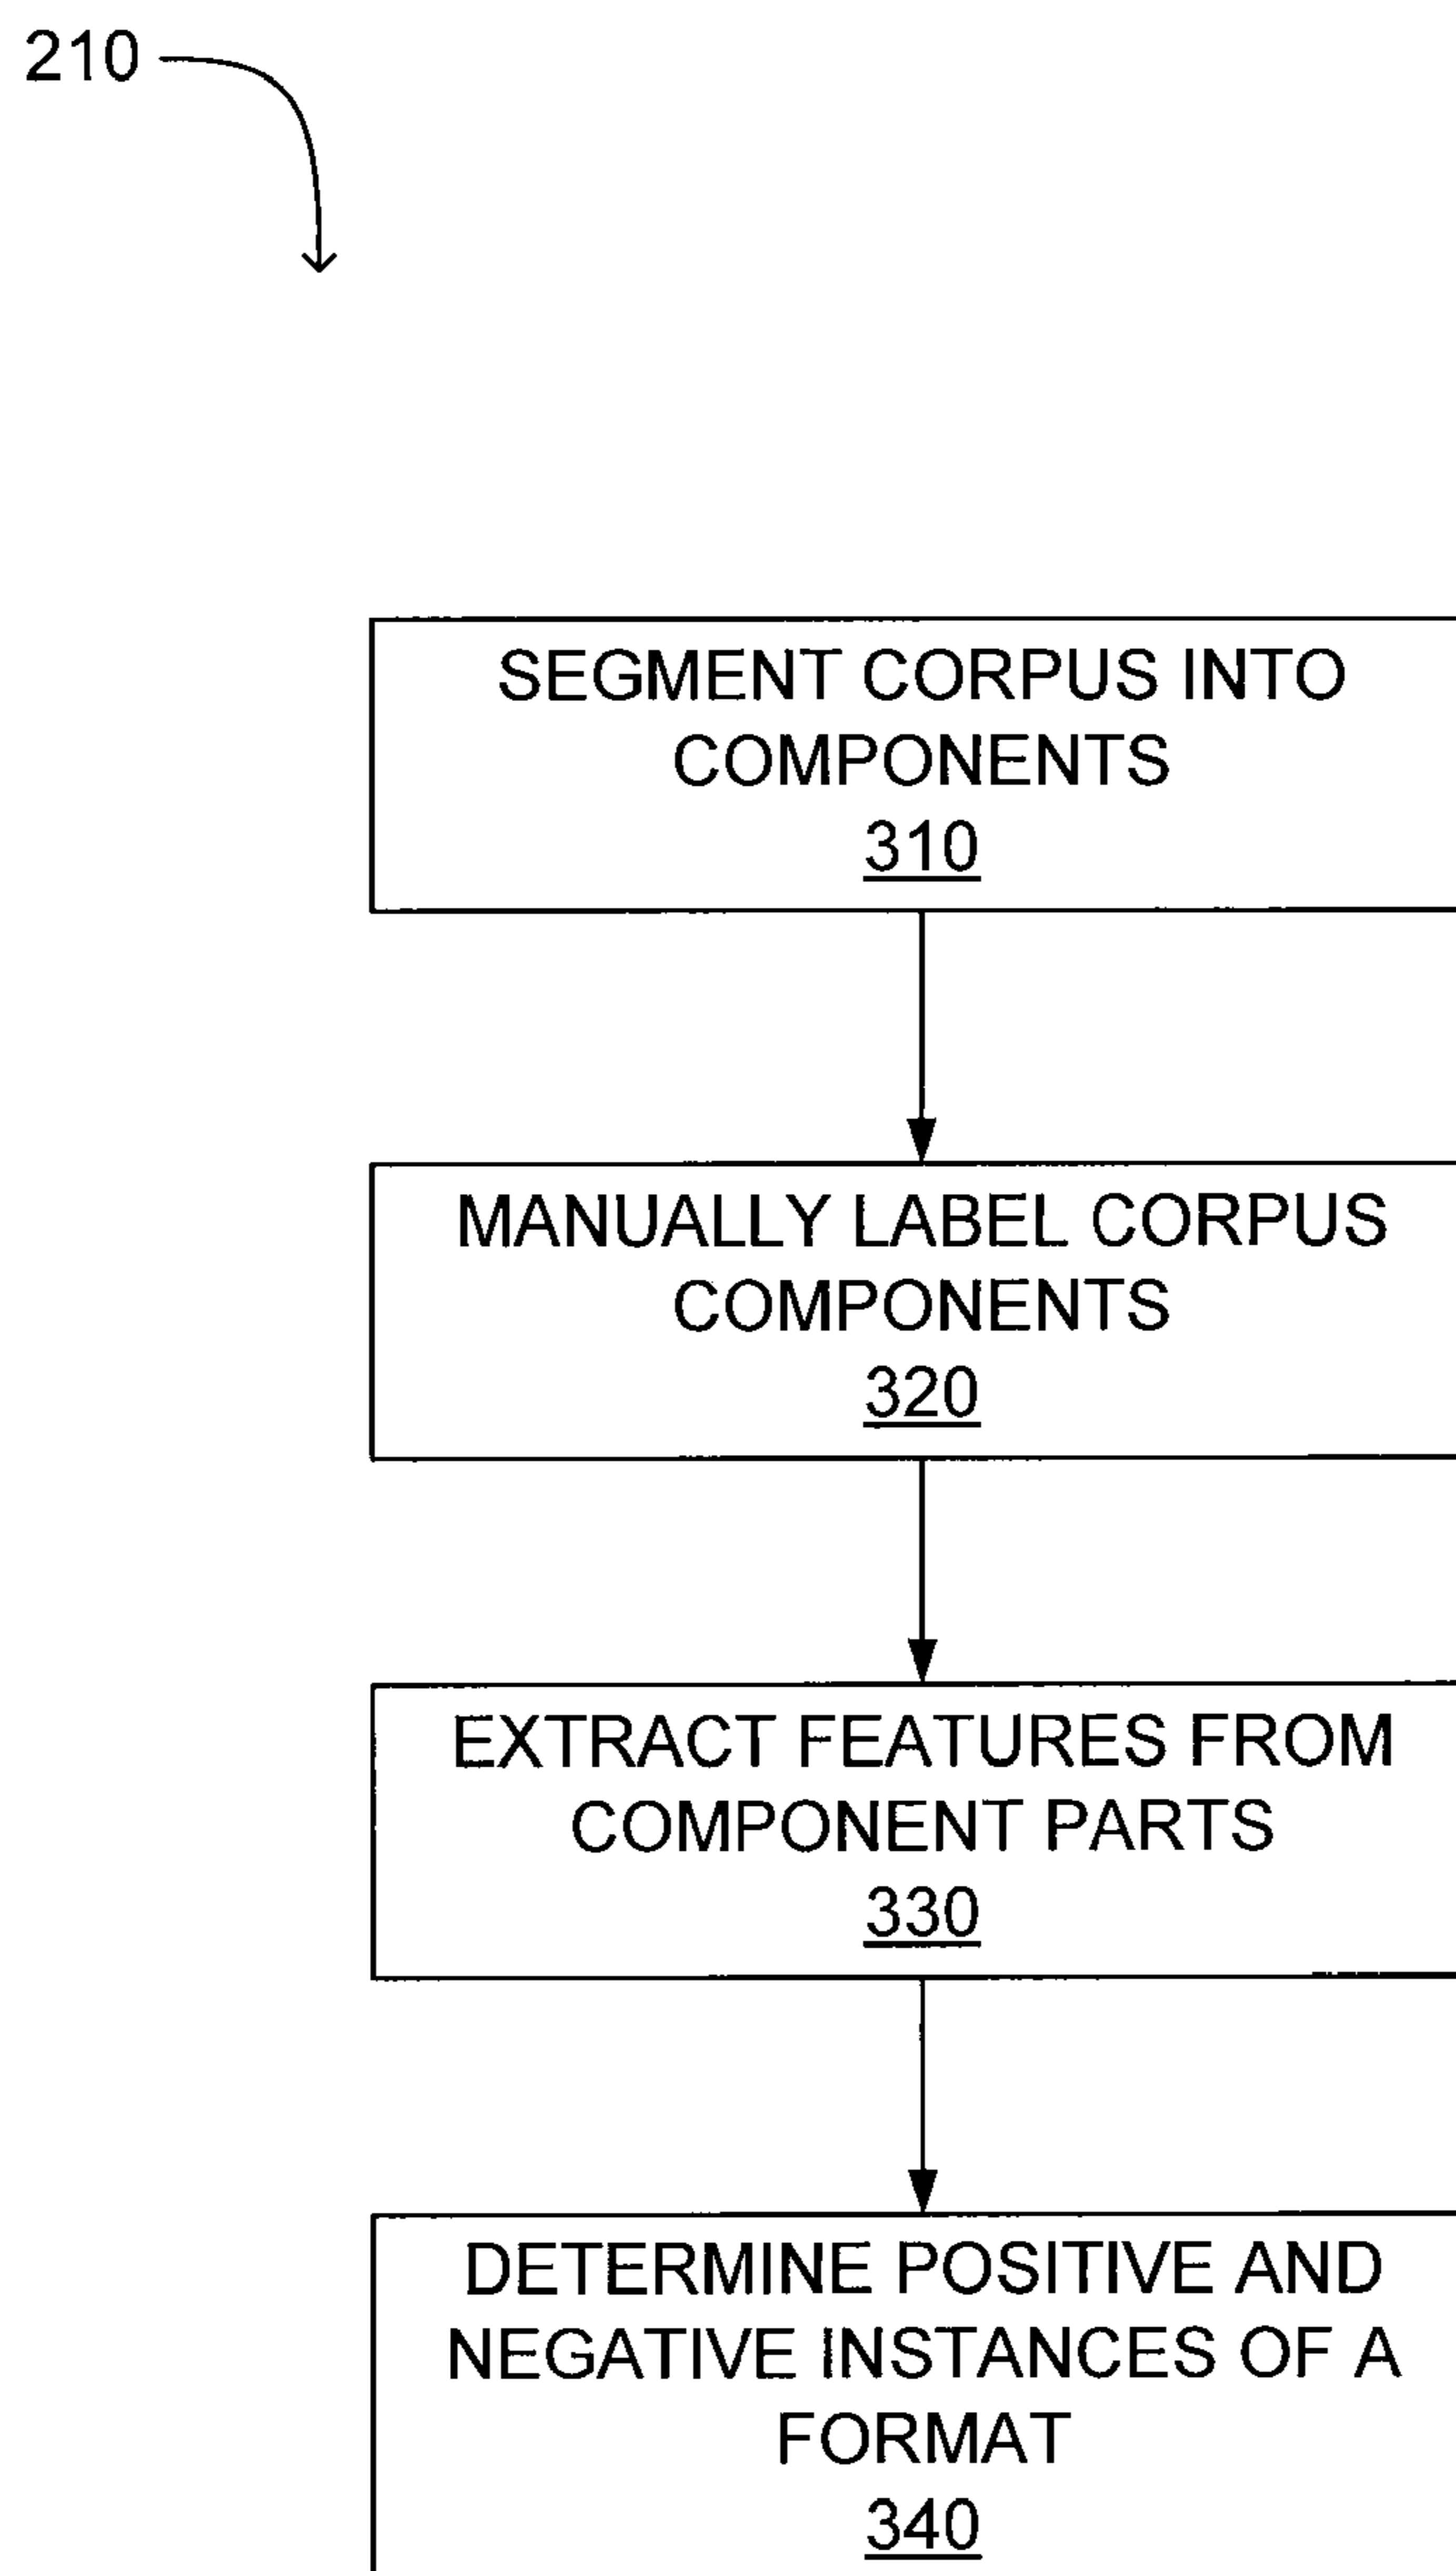 210
SEGMENT CORPUS INTO
COMPONENTS
310
MANUALLY LABEL CORPUS
COMPONENTS
320
EXTRACT FEATURES FROM
COMPONENT PARTS
330
DETERMINE POSITIVE AND
NEGATIVE INSTANCES OF A
FORMAT
340